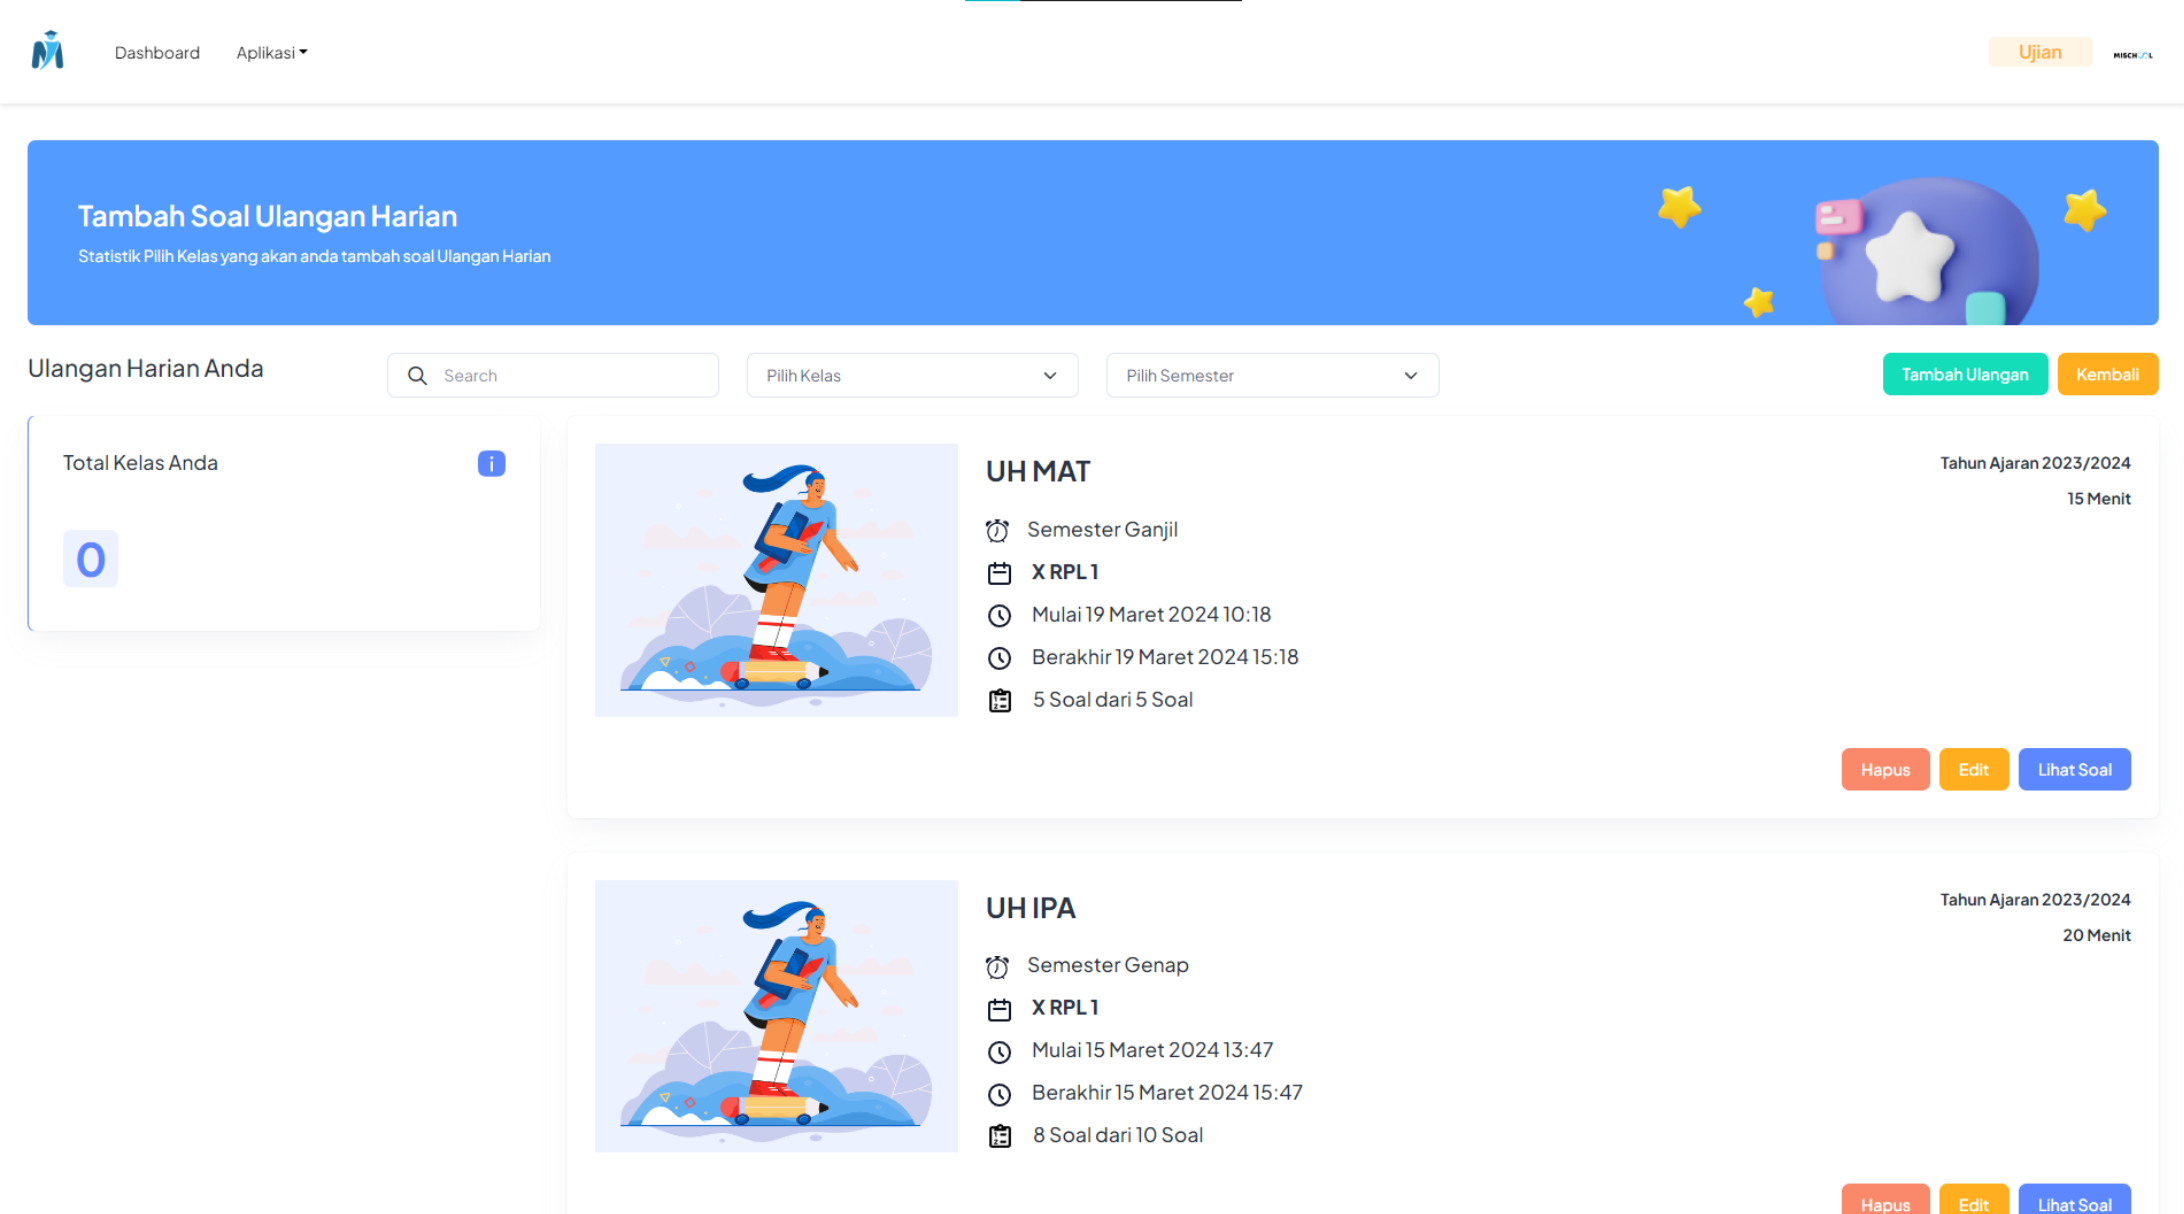 Dashboard
Aplikasi
Ujian
MISCHOOL
Tambah Soal Ulangan Harian
Statistik Pilih Kelas yang akan anda tambah soal Ulangan Harian
Ulangan Harian Anda
Search
Pilih Kelas
Pilih Semester
Tambah Ulangan
Kembali
Total Kelas Anda
0
UH MAT
Tahun Ajaran 2023/2024
15 Menit
Semester Ganjil
X RPL 1
Mulai 19 Maret 2024 10:18
Berakhir 19 Maret 2024 15:18
5 Soal dari 5 Soal
Hapus
Edit
Lihat Soal
UH IPA
Tahun Ajaran 2023/2024
20 Menit
Semester Genap
X RPL 1
Mulai 15 Maret 2024 13:47
Berakhir 15 Maret 2024 15:47
8 Soal dari 10 Soal
Hapus
Edit
Lihat Soal